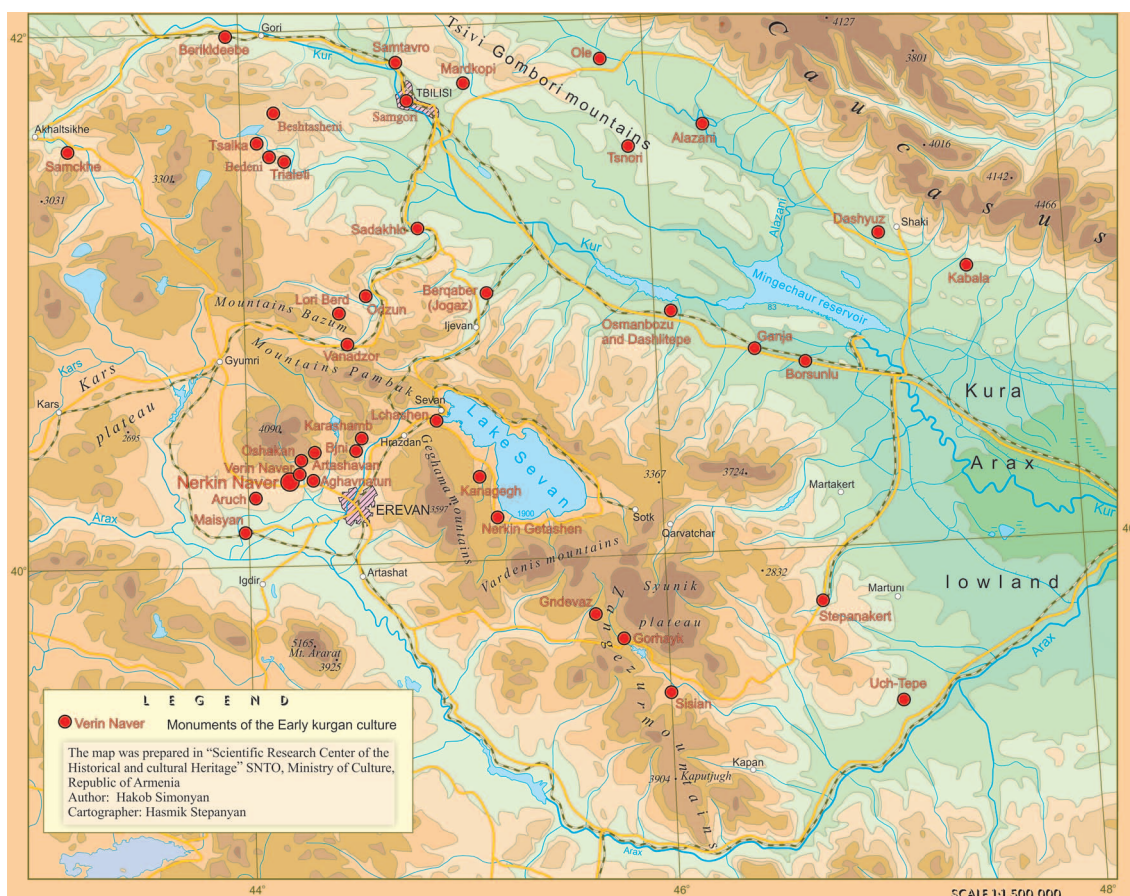 42°
Gori
Berikldeebe
Kur
Samtavro
TBILISI
Samgori
Mardkopi
Tsivi Gombori mountains
Ole
Caucasus
4127
3801
4016
4142
4466
Akhaltsikhe
Samckhe
Beshtasheni
Tsalka
Bedeni
Trialeti
3301
3031
Alazani
Tsnori
Alazani
Dashyuz
Shaki
Kabala
Sadakhlo
Kur
Mingechaur reservoir
83
Lori Berd
Odzun
Mountains Bazum
Berqaber
(Jogaz)
Ijevan
Osmanbozu
and Dashlitepe
Ganja
Borsunlu
Vanadzor
Gyumri
Mountains Pambak
Kars
Kars
Kars
plateau
2695
Kura
Arax
lowland
Sevan
Lchashen
Lake Sevan
1900
4090
Karashamb
Hrazdan
Oshakan
Bjni
Verin Naver
Artashavan
Nerkin Naver
Aghavnatun
Aruch
Maisyan
EREVAN
Geghama mountains
3597
Kanagegh
Nerkin Getashen
3367
3724
Martakert
Sotk
Qarvatchar
Kur
Arax
40°
Igdir
Artashat
Vardenis mountains
Syunik
plateau
2832
Martuni
Stepanakert
Gndevaz
Gorhayk
Zangezur mountains
5165
Mt. Ararat
3925
Sisian
Uch-Tepe
Arax
Kapan
3904
Kaputjugh
Arax
LEGEND
Verin Naver
Monuments of the Early kurgan culture
The map was prepared in “Scientific Research Center of the
Historical and cultural Heritage” SNTO, Ministry of Culture,
Republic of Armenia
Author: Hakob Simonyan
Cartographer: Hasmik Stepanyan
44°
46°
48°
SCALE 1:1 500 000